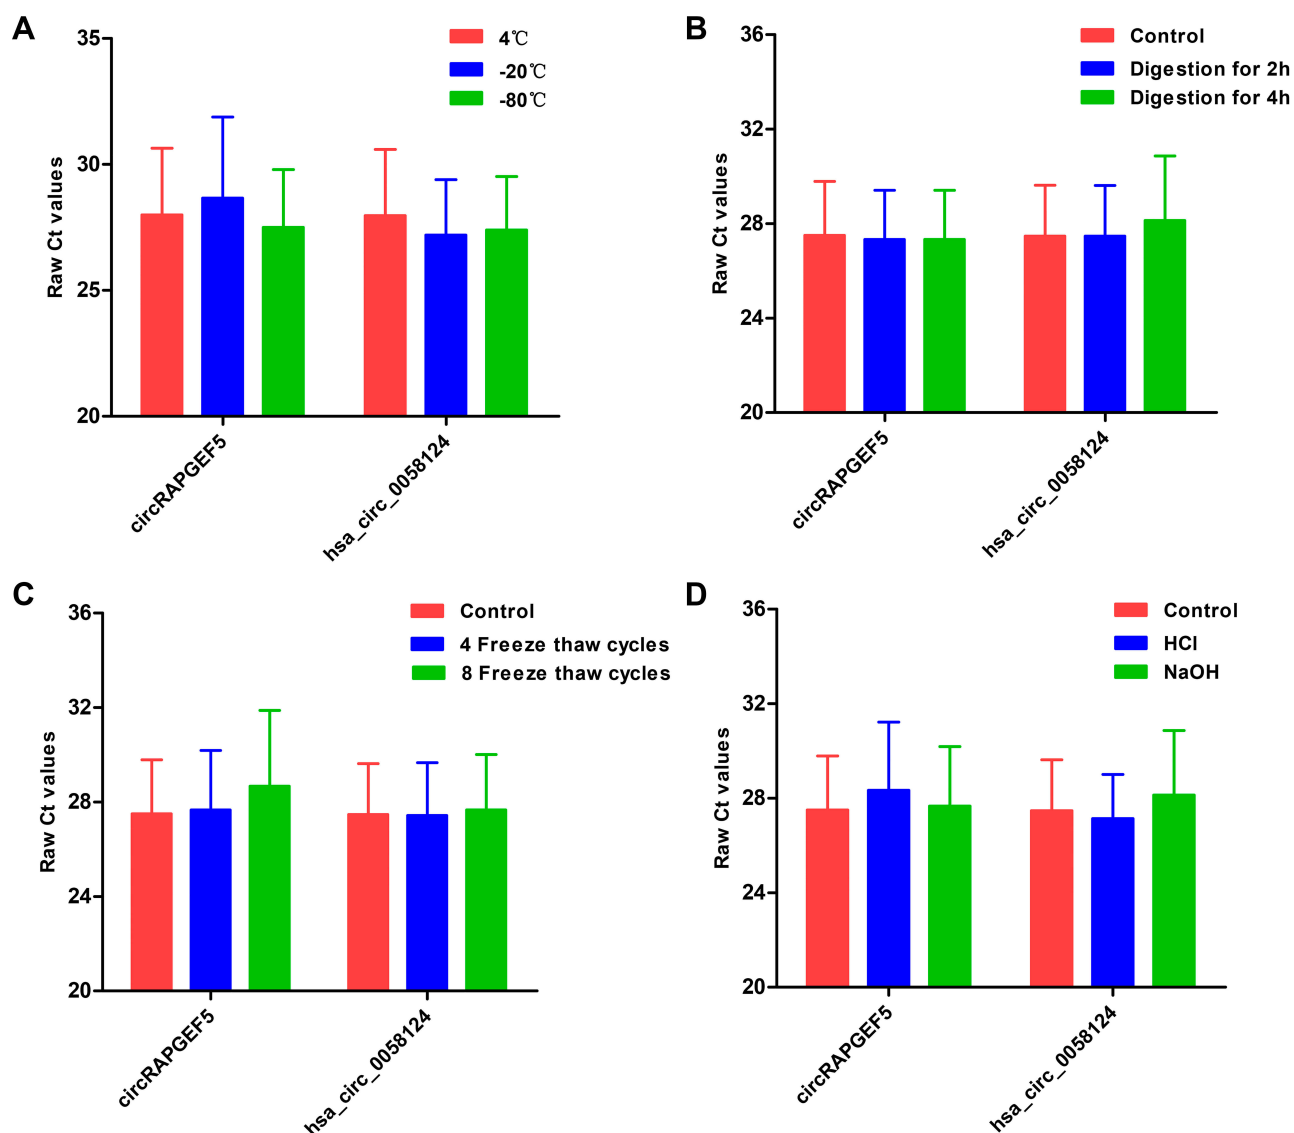 A
35
30
25
20
Raw Ct values
4℃
-20℃
-80℃
circRAPGEF5
hsa_circ_0058124
B
36
32
28
24
20
Raw Ct values
Control
Digestion for 2h
Digestion for 4h
circRAPGEF5
hsa_circ_0058124
C
36
32
28
24
20
Raw Ct values
Control
4 Freeze thaw cycles
8 Freeze thaw cycles
circRAPGEF5
hsa_circ_0058124
D
36
32
28
24
20
Raw Ct values
Control
HCl
NaOH
circRAPGEF5
hsa_circ_0058124